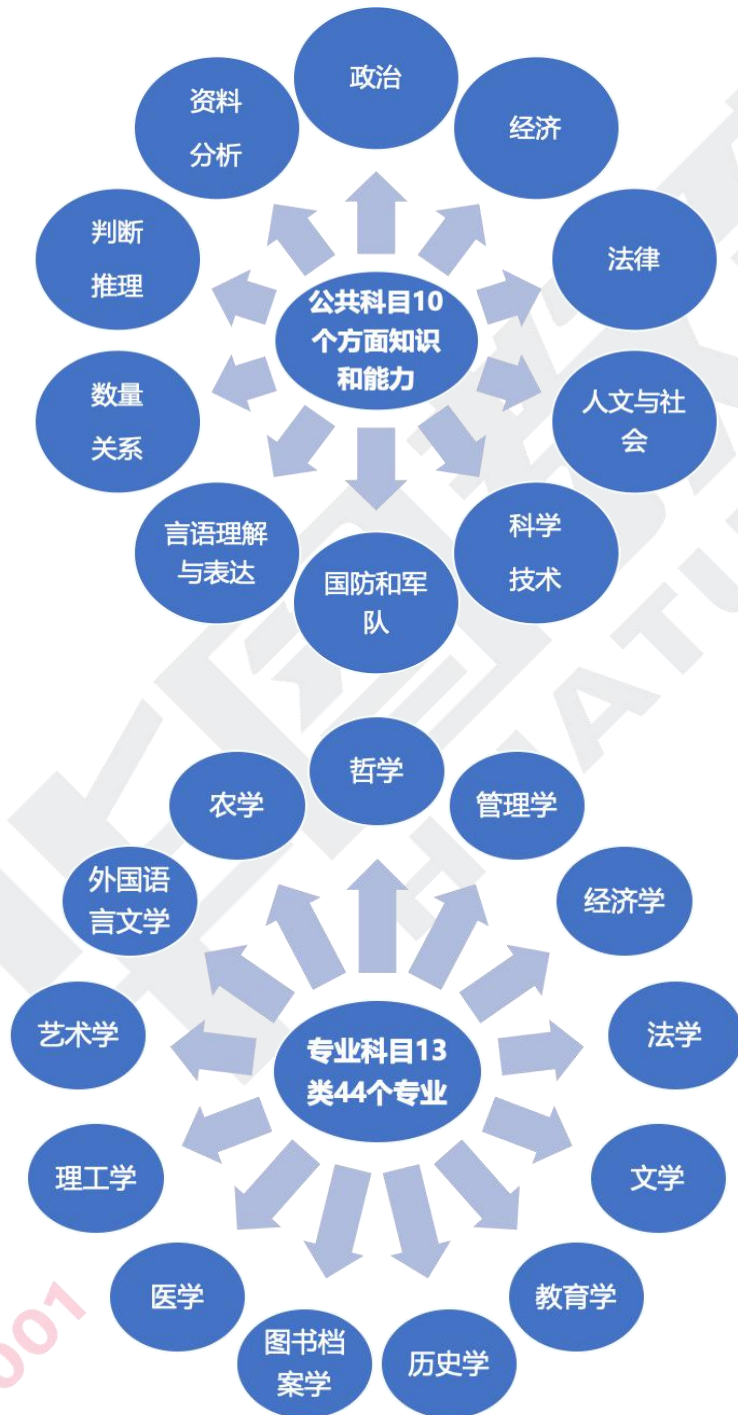 政治
经济
法律
人文与社
会
科学
技术
国防和军
队
言语理解
与表达
数量
关系
判断
推理
资料
分析
公共科目10
个方面知识
和能力
哲学
管理学
经济学
法学
文学
教育学
历史学
图书档
案学
医学
理工学
艺术学
外国语
言文学
农学
专业科目13
类44个专业
001